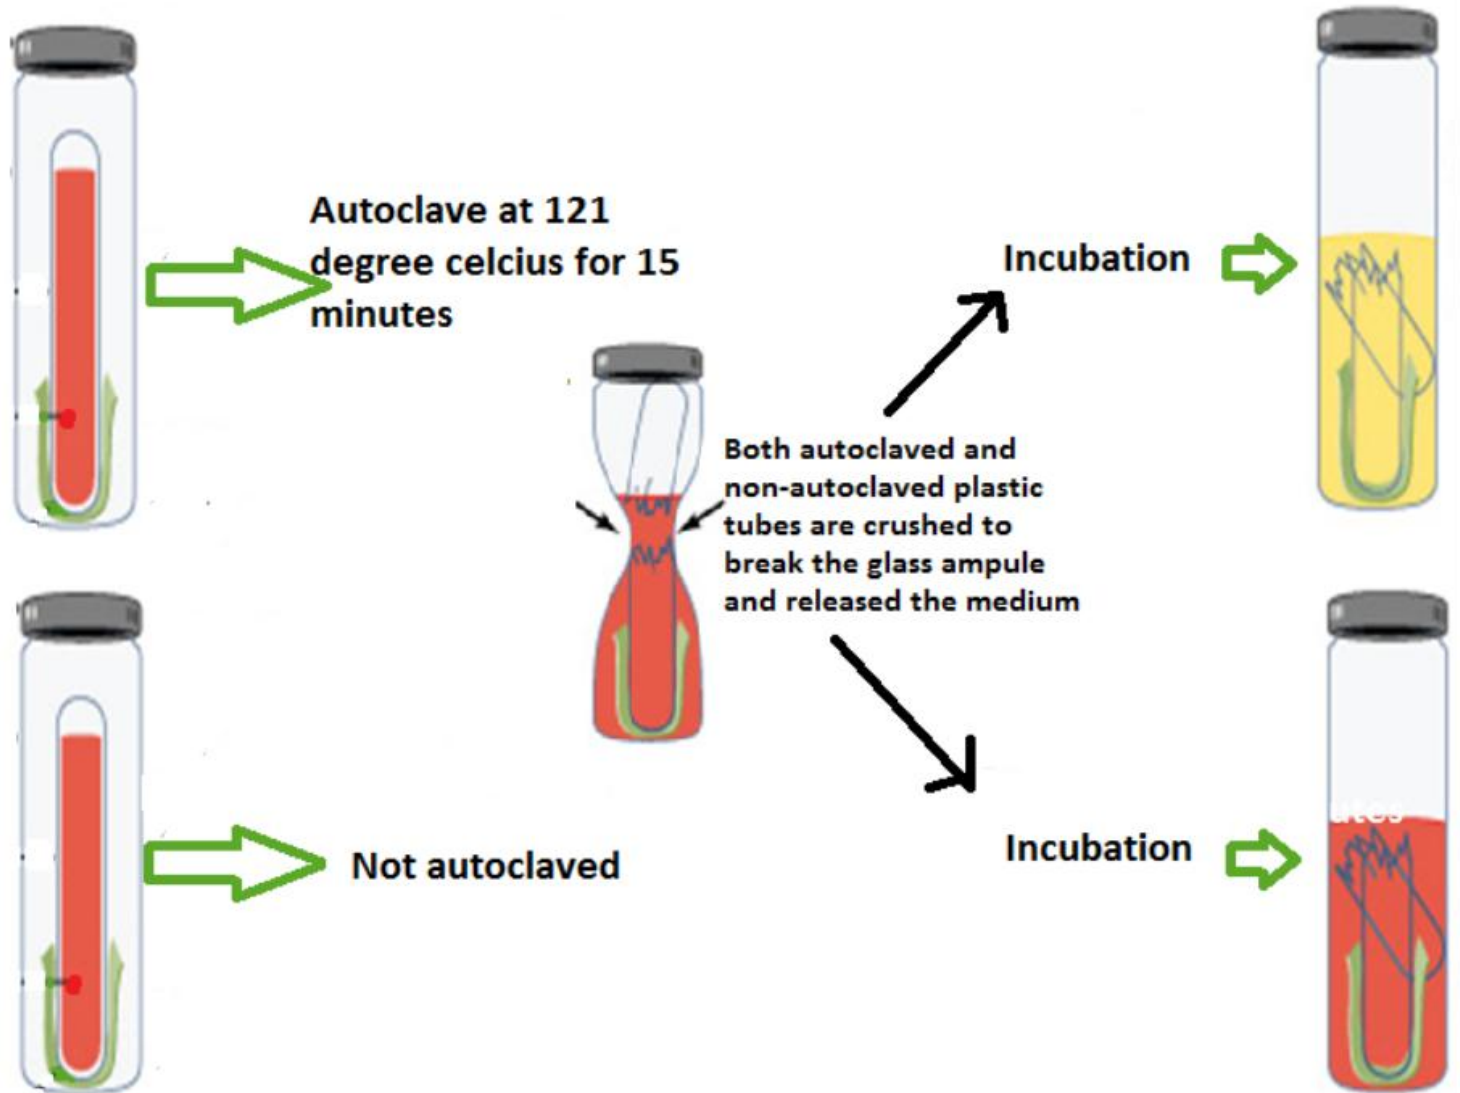 Autoclave at 121
degree celcius for 15
minutes
Incubation
Both autoclaved and
non-autoclaved plastic
tubes are crushed to
break the glass ampule
and released the medium
utes
Not autoclaved
Incubation